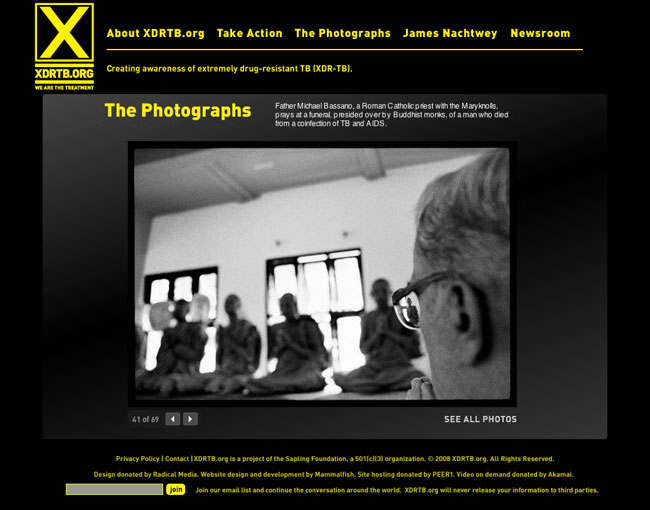 X
XDRTB.ORG
WE ARE THE TREATMENT
About XDRTB.org Take Action The Photographs James Nachtwey Newsroom
Creating awareness of extremely drug-resistant TB (XDR-TB).
The Photographs
Father Michael Bassano, a Roman Catholic priest with the Maryknolls,
prays at a funeral, presided over by Buddhist monks, of a man who died
from a coinfection of TB and AIDS.
41 of 69
SEE ALL PHOTOS
Privacy Policy | Contact | XDRTB.org is a project of the Sapling Foundation, a 501(c)(3) organization. © 2008 XDRTB.org. All Rights Reserved.
Design donated by Radical Media. Website design and development by Mammalfish. Site hosting donated by PEER1. Video on demand donated by Akamai.
join Join our email list and continue the conversation around the world. XDRTB.org will never release your information to third parties.